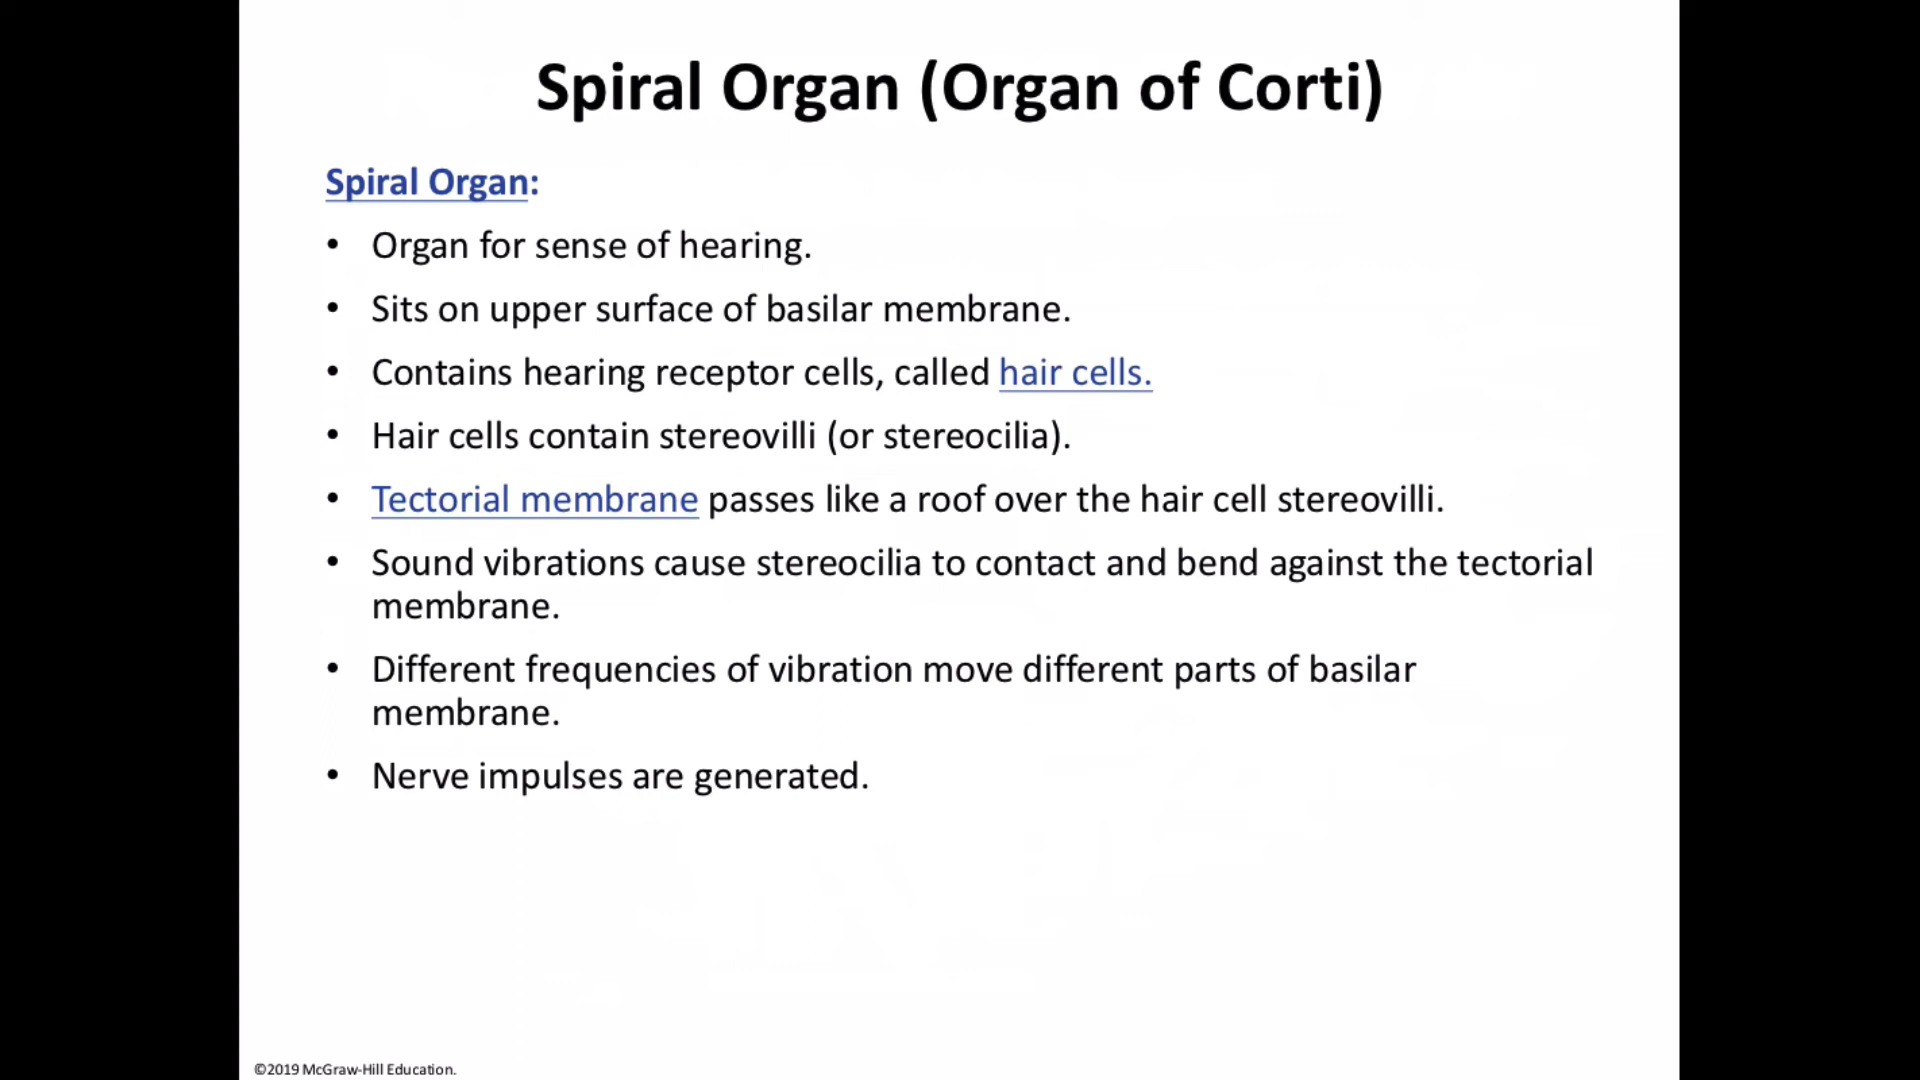 Spiral Organ (Organ of Corti)
Spiral Organ:
• Organ for sense of hearing.
• Sits on upper surface of basilar membrane.
• Contains hearing receptor cells, called hair cells.
• Hair cells contain stereovilli (or stereocilia).
• Tectorial membrane passes like a roof over the hair cell stereovilli.
• Sound vibrations cause stereocilia to contact and bend against the tectorial
membrane.
• Different frequencies of vibration move different parts of basilar
membrane.
• Nerve impulses are generated.
©2019 McGraw-Hill Education.